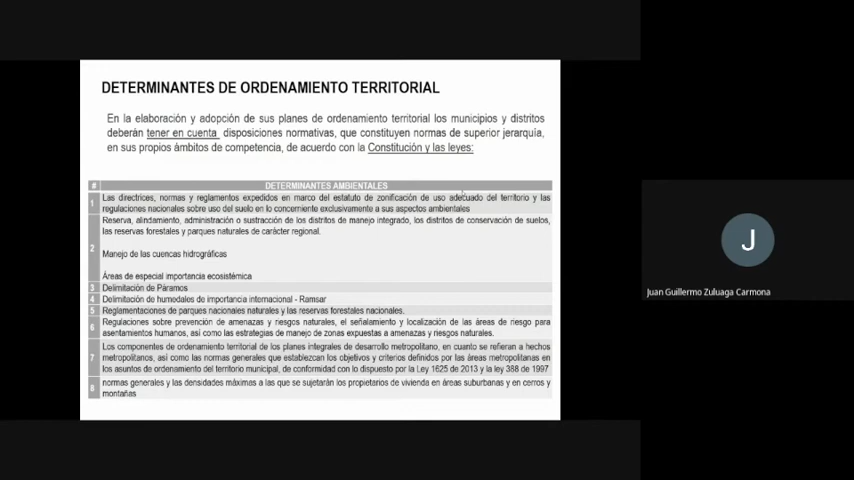 DETERMINANTES DE ORDENAMIENTO TERRITORIAL
En la elaboración y adopción de sus planes de ordenamiento territorial los municipios y distritos
deberán tener en cuenta disposiciones normativas, que constituyen normas de superior jerarquía,
en sus propios ámbitos de competencia, de acuerdo con la Constitución y las leyes:
# DETERMINANTES AMBIENTALES
1 Las directrices, normas y reglamentos expedidos en marco del estatuto de zonificación de uso adecuado del territorio y las
regulaciones nacionales sobre uso del suelo en lo concerniente exclusivamente a sus aspectos ambientales
2 Reserva, alindamiento, administración o sustracción de los distritos de manejo integrado, los distritos de conservación de suelos,
las reservas forestales y parques naturales de carácter regional.
Manejo de las cuencas hidrográficas
Áreas de especial importancia ecosistémica
3 Delimitación de Páramos
4 Delimitación de humedales de importancia internacional - Ramsar
5 Reglamentaciones de parques nacionales naturales y las reservas forestales nacionales.
6 Regulaciones sobre prevención de amenazas y riesgos naturales, el señalamiento y localización de las áreas de riesgo para
asentamientos humanos, así como las estrategias de manejo de zonas expuestas a amenazas y riesgos naturales.
7 Los componentes de ordenamiento territorial de los planes integrales de desarrollo metropolitano, en cuanto se refieran a hechos
metropolitanos, así como las normas generales que establezcan los objetivos y criterios definidos por las áreas metropolitanas en
los asuntos de ordenamiento del territorio municipal, de conformidad con lo dispuesto por la Ley 1625 de 2013 y la ley 388 de 1997
8 normas generales y las densidades máximas a las que se sujetarán los propietarios de vivienda en áreas suburbanas y en cerros y
montañas
J
Juan Guillermo Zuluaga Carmona